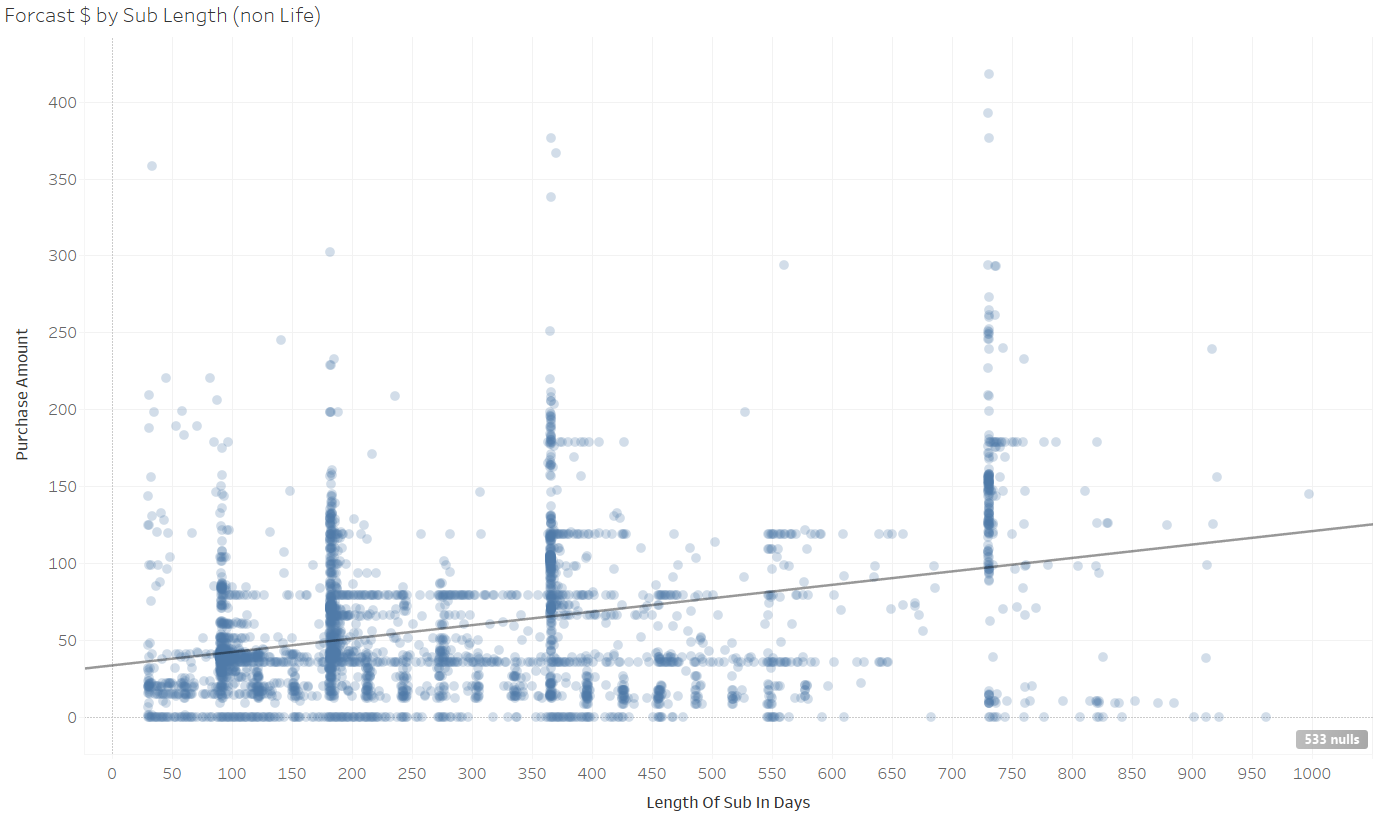 Forcast $ by Sub Length (non Life)
400
350
300
250
200
150
100
50
0
Purchase Amount
533 nulls
0 50 100 150 200 250 300 350 400 450 500 550 600 650 700 750 800 850 900 950 1000
Length Of Sub In Days